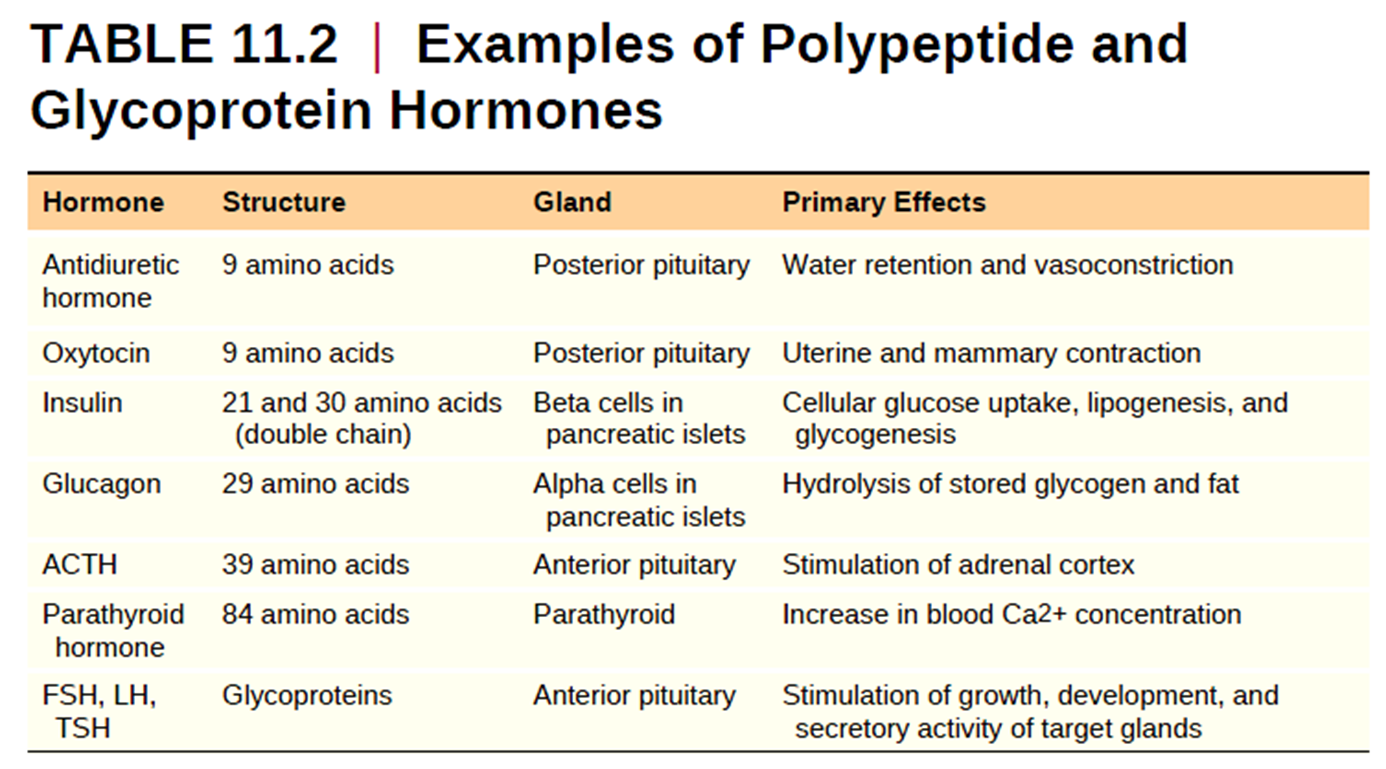 TABLE 11.2 | Examples of Polypeptide and
Glycoprotein Hormones
Hormone Structure Gland Primary Effects
Antidiuretic 9 amino acids Posterior pituitary Water retention and vasoconstriction
hormone
Oxytocin 9 amino acids Posterior pituitary Uterine and mammary contraction
Insulin 21 and 30 amino acids Beta cells in Cellular glucose uptake, lipogenesis, and
(double chain) pancreatic islets glycogenesis
Glucagon 29 amino acids Alpha cells in Hydrolysis of stored glycogen and fat
pancreatic islets
ACTH 39 amino acids Anterior pituitary Stimulation of adrenal cortex
Parathyroid 84 amino acids Parathyroid Increase in blood Ca2+ concentration
hormone
FSH, LH, Glycoproteins Anterior pituitary Stimulation of growth, development, and
TSH secretory activity of target glands